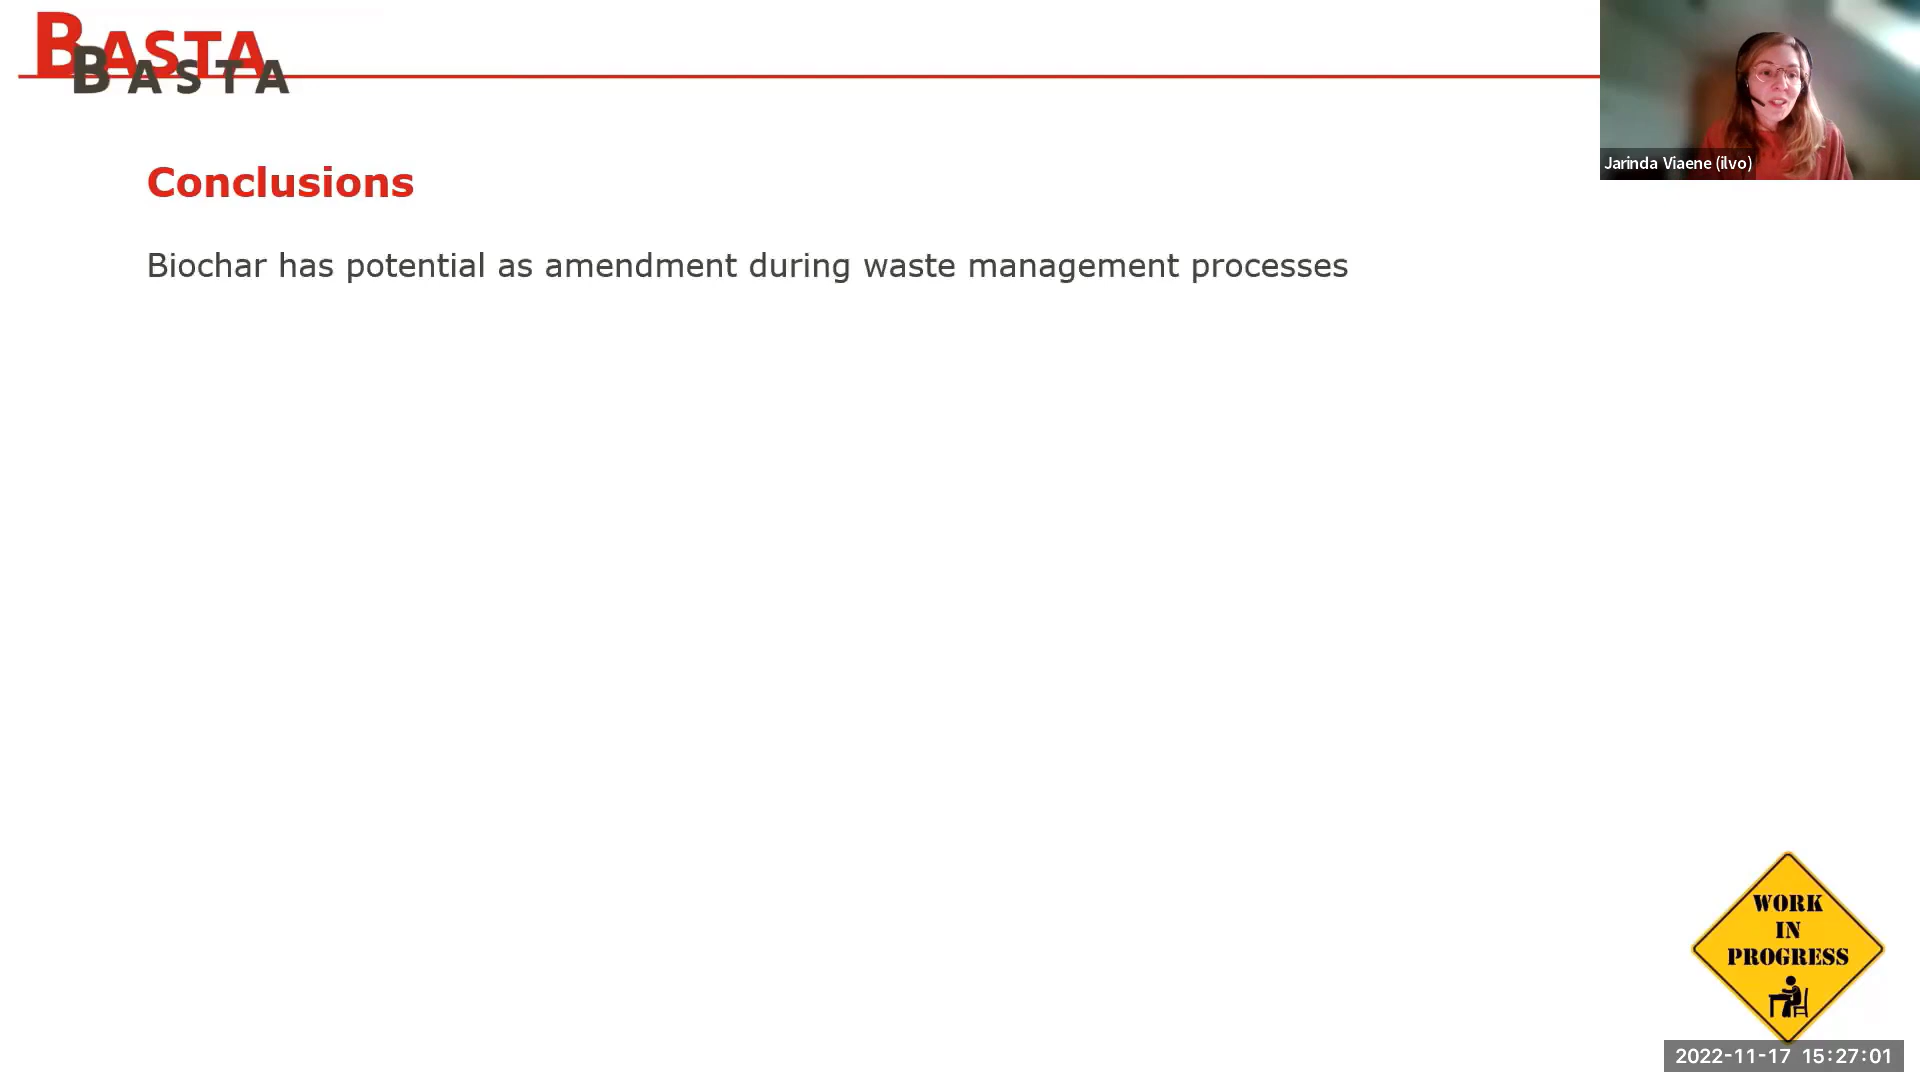 BASTA
BASTA
Jarinda Viaene (ilvo)
Conclusions
Biochar has potential as amendment during waste management processes
WORK
IN
PROGRESS
2022-11-17 15:27:01